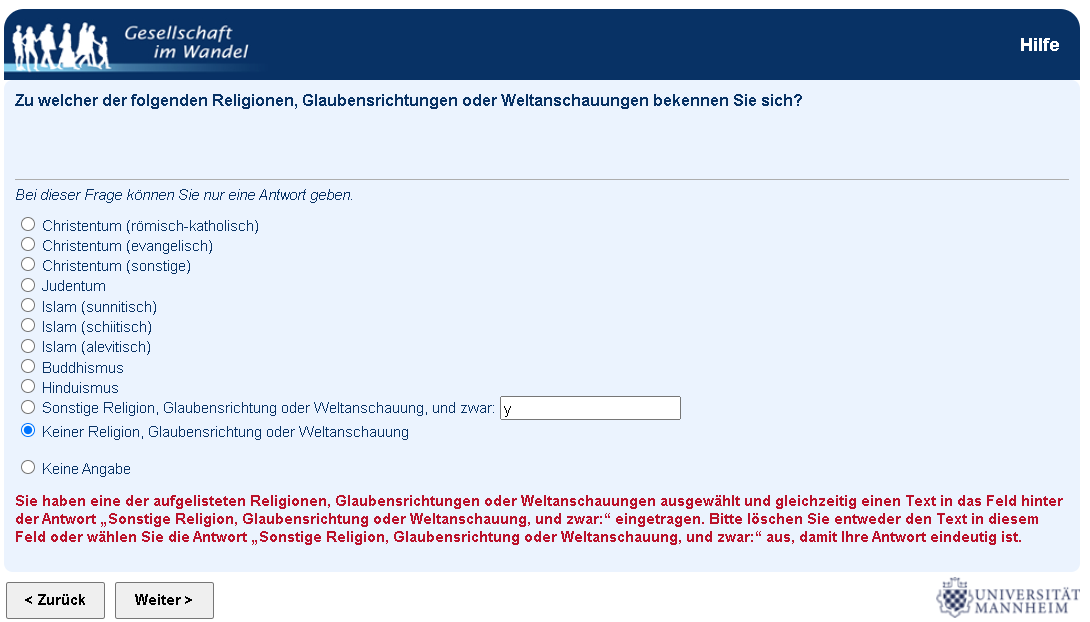 Gesellschaft
im Wandel
Hilfe
Zu welcher der folgenden Religionen, Glaubensrichtungen oder Weltanschauungen bekennen Sie sich?
Bei dieser Frage können Sie nur eine Antwort geben.
Christentum (römisch-katholisch)
Christentum (evangelisch)
Christentum (sonstige)
Judentum
Islam (sunnitisch)
Islam (schiitisch)
Islam (alevitisch)
Buddhismus
Hinduismus
Sonstige Religion, Glaubensrichtung oder Weltanschauung, und zwar: y
Keiner Religion, Glaubensrichtung oder Weltanschauung
Keine Angabe
Sie haben eine der aufgelisteten Religionen, Glaubensrichtungen oder Weltanschauungen ausgewählt und gleichzeitig einen Text in das Feld hinter
der Antwort „Sonstige Religion, Glaubensrichtung oder Weltanschauung, und zwar:“ eingetragen. Bitte löschen Sie entweder den Text in diesem
Feld oder wählen Sie die Antwort „Sonstige Religion, Glaubensrichtung oder Weltanschauung, und zwar:“ aus, damit Ihre Antwort eindeutig ist.
< Zurück
Weiter >
UNIVERSITÄT
MANNHEIM